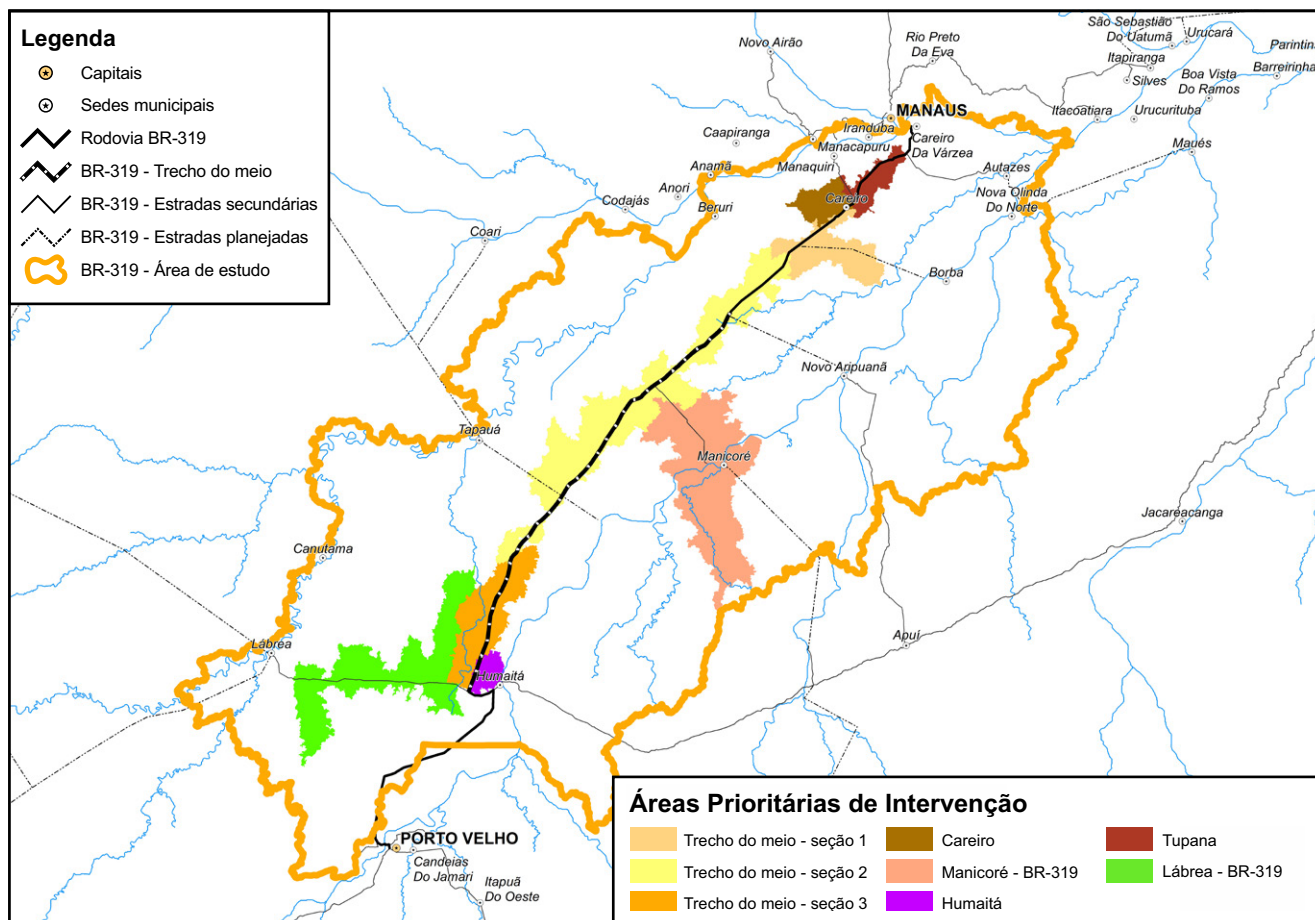 Legenda
Capitais
Sedes municipais
Rodovia BR-319
BR-319 - Trecho do meio
BR-319 - Estradas secundárias
BR-319 - Estradas planejadas
BR-319 - Área de estudo
São Sebastião
Do Uatumã
Urucará
Rio Preto
Da Eva
Novo Airão
Itapiranga
Parintina
Barreirinha
Silves
Boa Vista
Do Ramos
MANAUS
Itacoatiara
Urucurituba
Iranduba
Careiro
Da Várzea
Caapiranga
Manacapuru
Maués
Manaquiri
Autazes
Anamã
Anori
Nova Olinda
Do Norte
Careiro
Codajás
Beruri
Coari
Borba
Novo Aripuanã
Tapauá
Manicoré
Jacareacanga
Canutama
Apuí
Lábrea
Humaitá
PORTO VELHO
Candeias
Do Jamari
Itapuã
Do Oeste
Áreas Prioritárias de Intervenção
Trecho do meio - seção 1
Careiro
Tupana
Trecho do meio - seção 2
Manicoré - BR-319
Lábrea - BR-319
Trecho do meio - seção 3
Humaitá